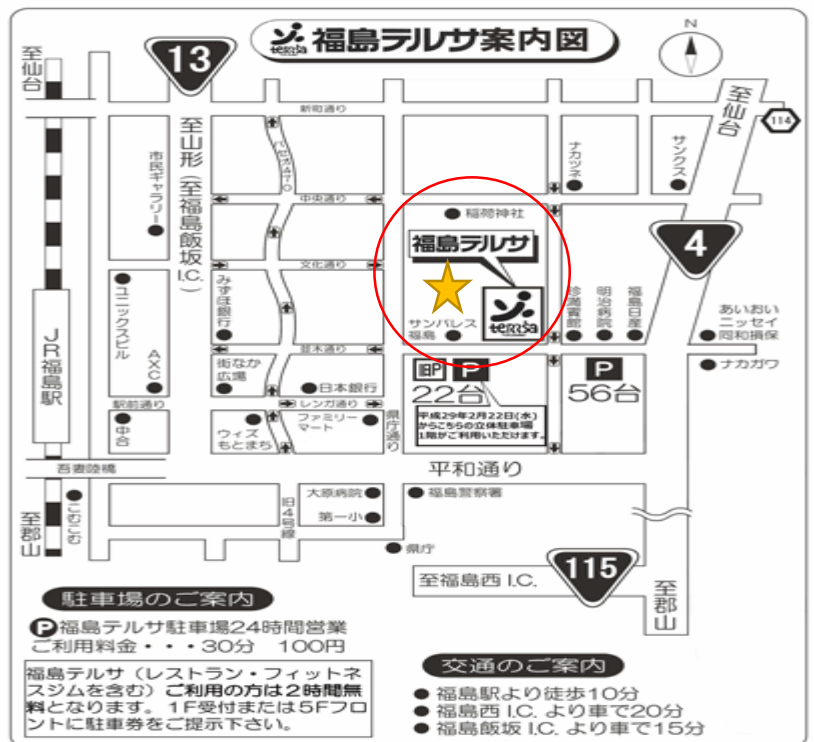 福島テルサ案内図
terrsa
N
13
至仙台
新町通り
至仙台
114
至山形（至福島飯坂I.C.）
パセオ470
市民ギャラリー
ナカツネ
サンクス
中央通り
稲荷神社
福島テルサ
4
文化通り
ユニックスビル
みずほ銀行
サンパレス福島
terrsa
珍満賓館
明治病院
福島日産
あいおい
ニッセイ
同和損保
JR福島駅
AXC
並木通り
街なか
広場
日本銀行
旧P
P
22台
P
56台
ナカガワ
駅前通り
レンガ通り
中合
ウィズ
もとまち
ファミリー
マート
県庁通り
平成29年2月22日(水)
からこちらの立体駐車場
1階がご利用いただけます。
吾妻陸橋
平和通り
こむこむ
至郡山
旧4号線
大原病院
福島警察署
第一小
県庁
115
至福島西 I.C.
至郡山
駐車場のご案内
P福島テルサ駐車場24時間営業
ご利用料金・・・30分 100円
福島テルサ（レストラン・フィットネ
スジムを含む）ご利用の方は２時間無
料となります。１F受付または５Fフロ
ントに駐車券をご提示下さい。
交通のご案内
● 福島駅より徒歩10分
● 福島西 I.C. より車で20分
● 福島飯坂 I.C. より車で15分